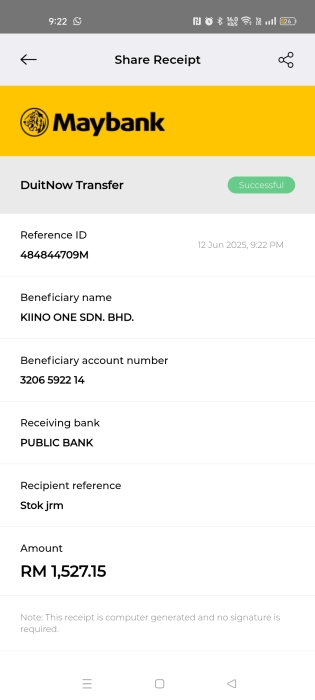 9:22
Share Receipt
Maybank
DuitNow Transfer
Successful
Reference ID
484844709M
12 Jun 2025, 9:22 PM
Beneficiary name
KIINO ONE SDN. BHD.
Beneficiary account number
3206 5922 14
Receiving bank
PUBLIC BANK
Recipient reference
Stok jrm
Amount
RM 1,527.15
Note: This receipt is computer generated and no signature is
required.